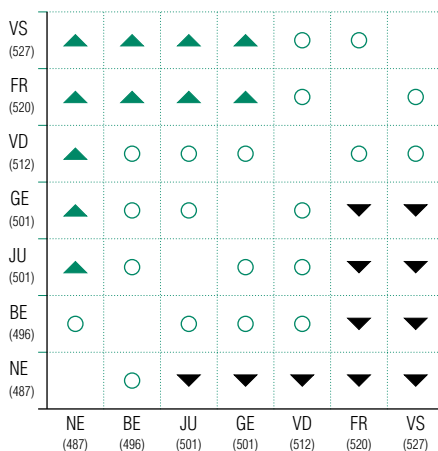 VS
(527)
FR
(520)
VD
(512)
GE
(501)
JU
(501)
BE
(496)
NE
(487)
NE BE JU GE VD FR VS
(487) (496) (501) (501) (512) (520) (527)